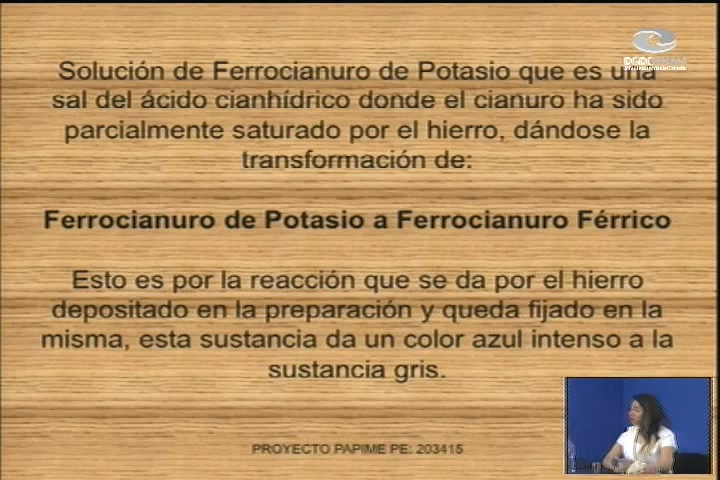 Solución de Ferrocianuro de Potasio que es una
sal del ácido cianhídrico donde el cianuro ha sido
parcialmente saturado por el hierro, dándose la
transformación de:
Ferrocianuro de Potasio a Ferrocianuro Férrico
Esto es por la reacción que se da por el hierro
depositado en la preparación y queda fijado en la
misma, esta sustancia da un color azul intenso a la
sustancia gris.
PROYECTO PAPIME PE: 203415